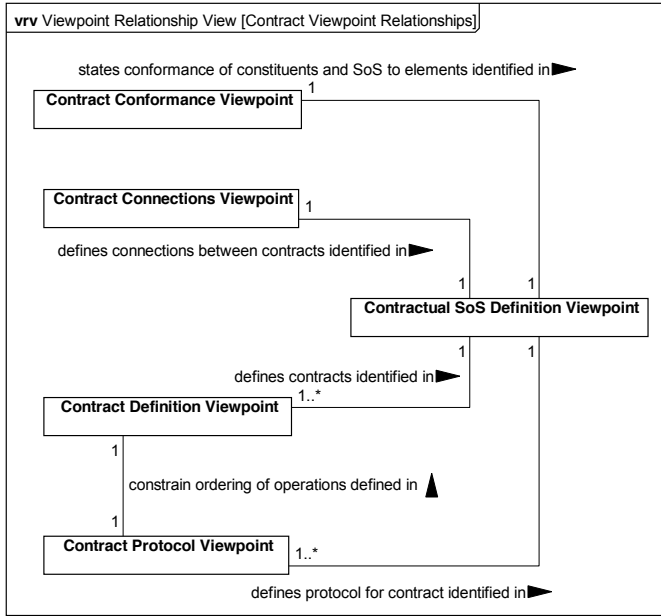 vrv Viewpoint Relationship View [Contract Viewpoint Relationships]
states conformance of constituents and SoS to elements identified in
1
Contract Conformance Viewpoint
Contract Connections Viewpoint
1
defines connections between contracts identified in
1
1
Contractual SoS Definition Viewpoint
1
1
defines contracts identified in
1..*
Contract Definition Viewpoint
1
constrain ordering of operations defined in
1
Contract Protocol Viewpoint
1..*
defines protocol for contract identified in